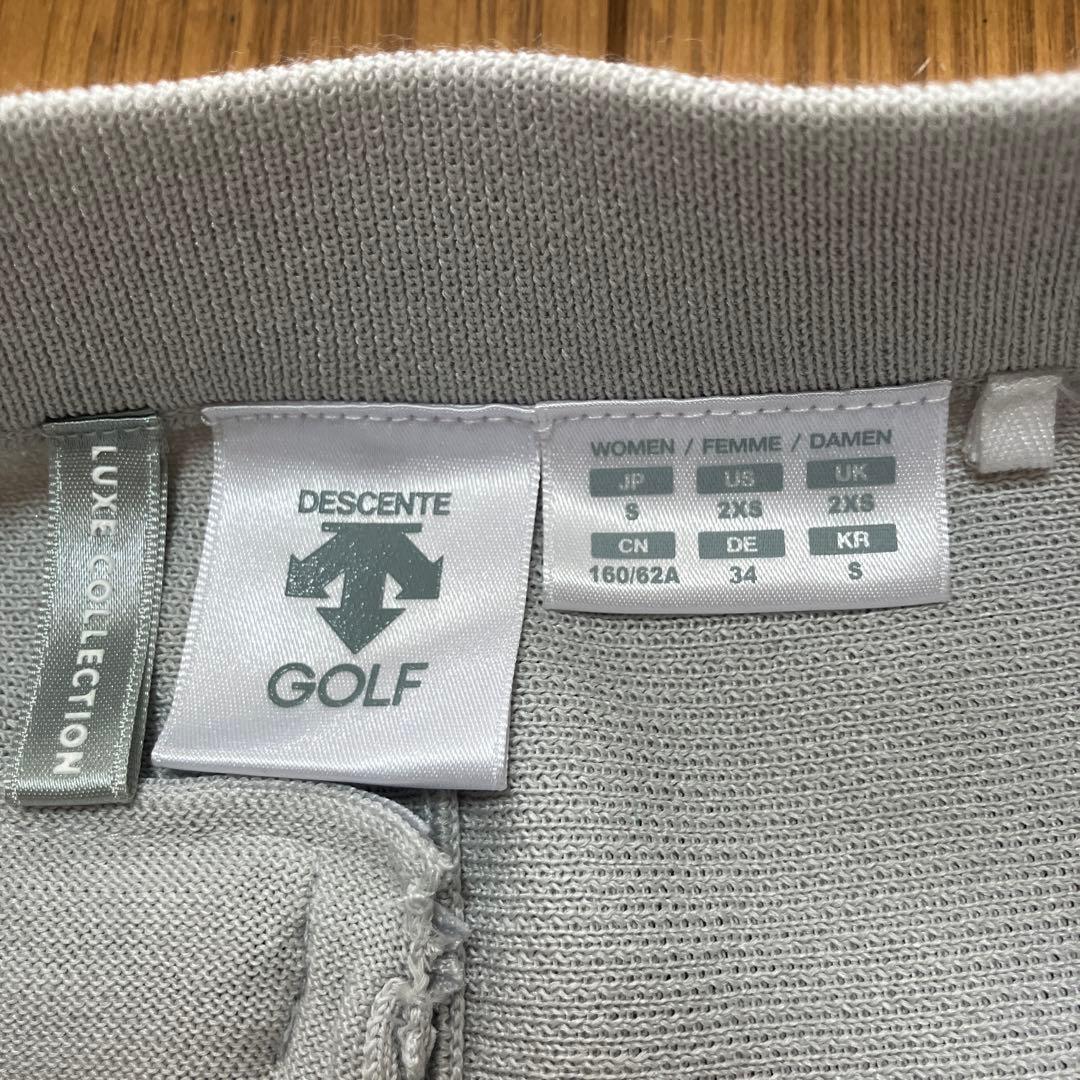 LUXE COLLECTION
DESCENTE
GOLF
WOMEN / FEMME / DAMEN
JP US UK
S 2XS 2XS
CN DE KR
160/62A 34 S